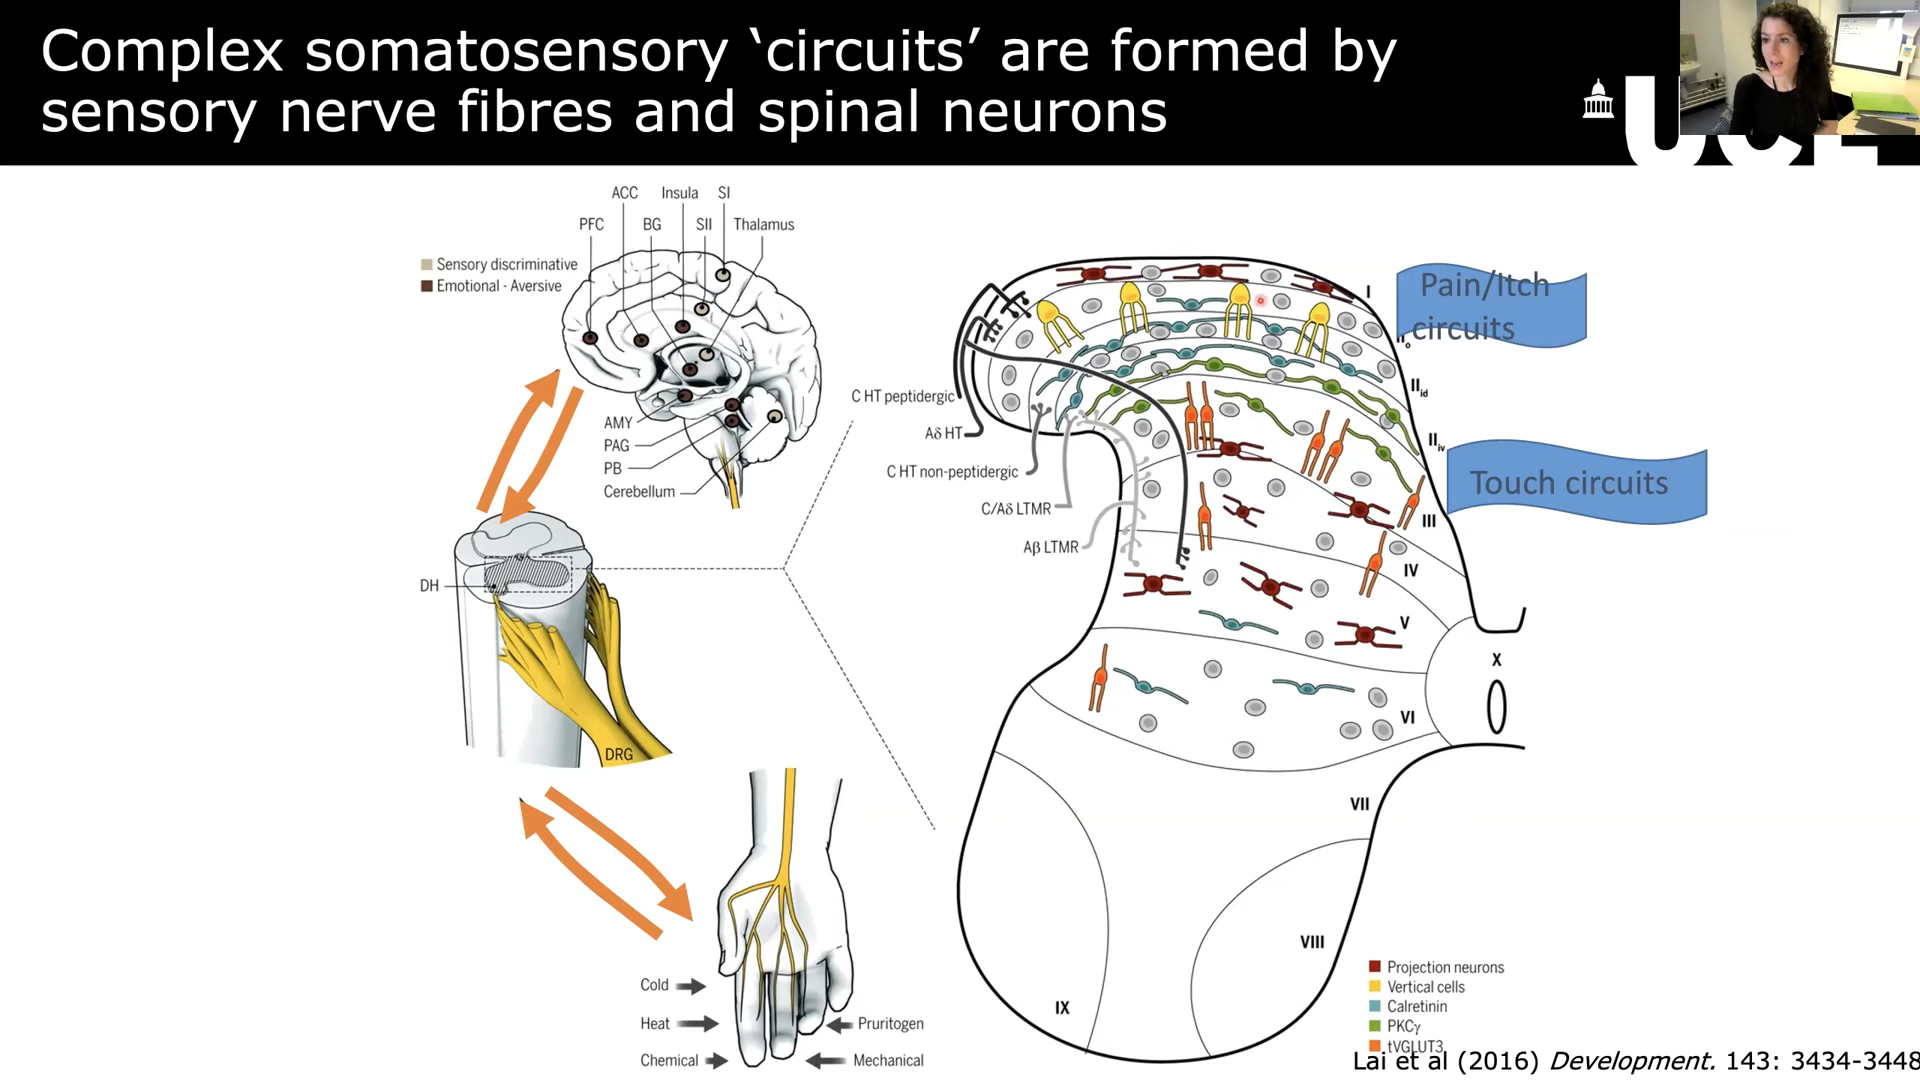 Complex somatosensory ‘circuits’ are formed by
sensory nerve fibres and spinal neurons
ACC Insula SI
PFC BG SII Thalamus
Sensory discriminative
Emotional - Aversive
AMY
PAG
PB
Cerebellum
DH
DRG
Cold
Heat
Chemical
Pruritogen
Mechanical
C HT peptidergic
Aδ HT
C HT non-peptidergic
C/Aδ LTMR
Aβ LTMR
I
IIo
IIid
IIiv
III
IV
V
VI
X
VII
VIII
IX
Pain/Itch
circuits
Touch circuits
Projection neurons
Vertical cells
Calretinin
PKCγ
tVGLUT3
Lai et al (2016) Development. 143: 3434-3448